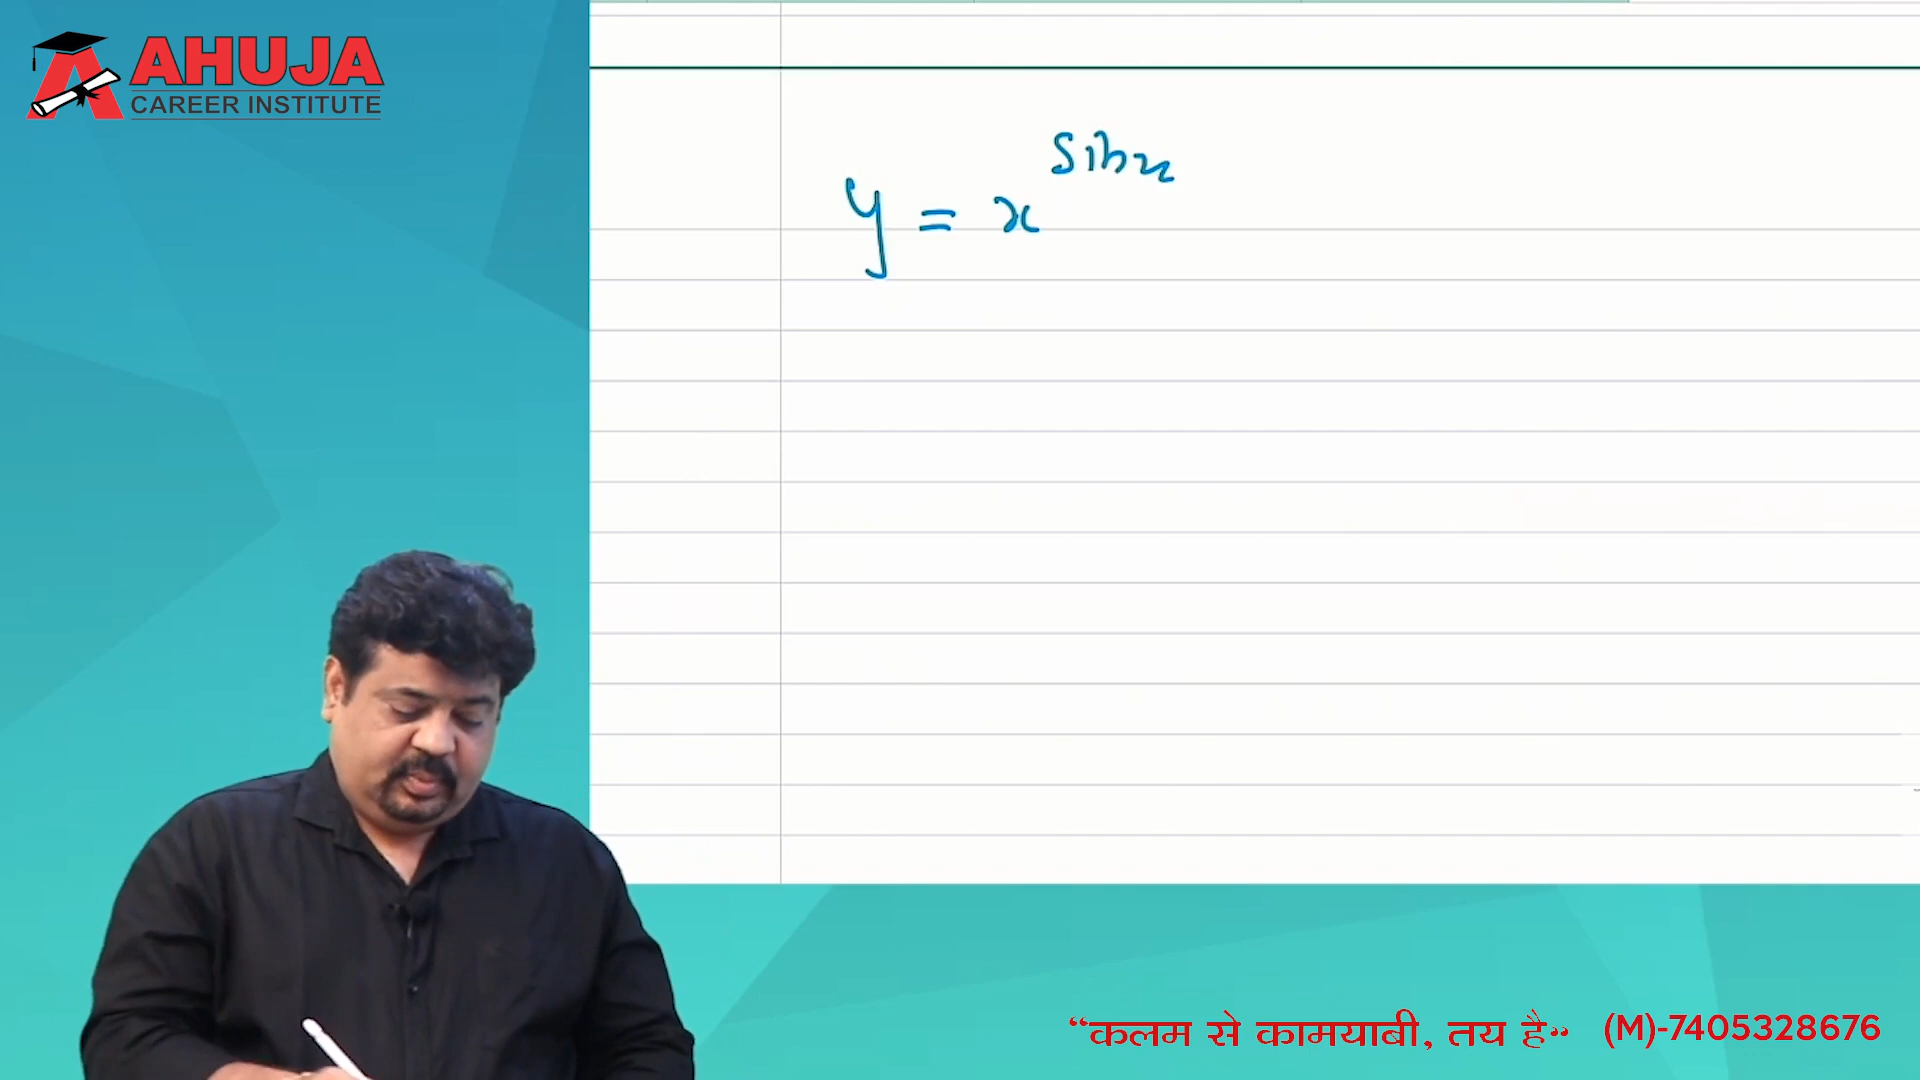 AHUJA
CAREER INSTITUTE
y = x^sinx
“कलम से कामयाबी, तय है” (M)-7405328676